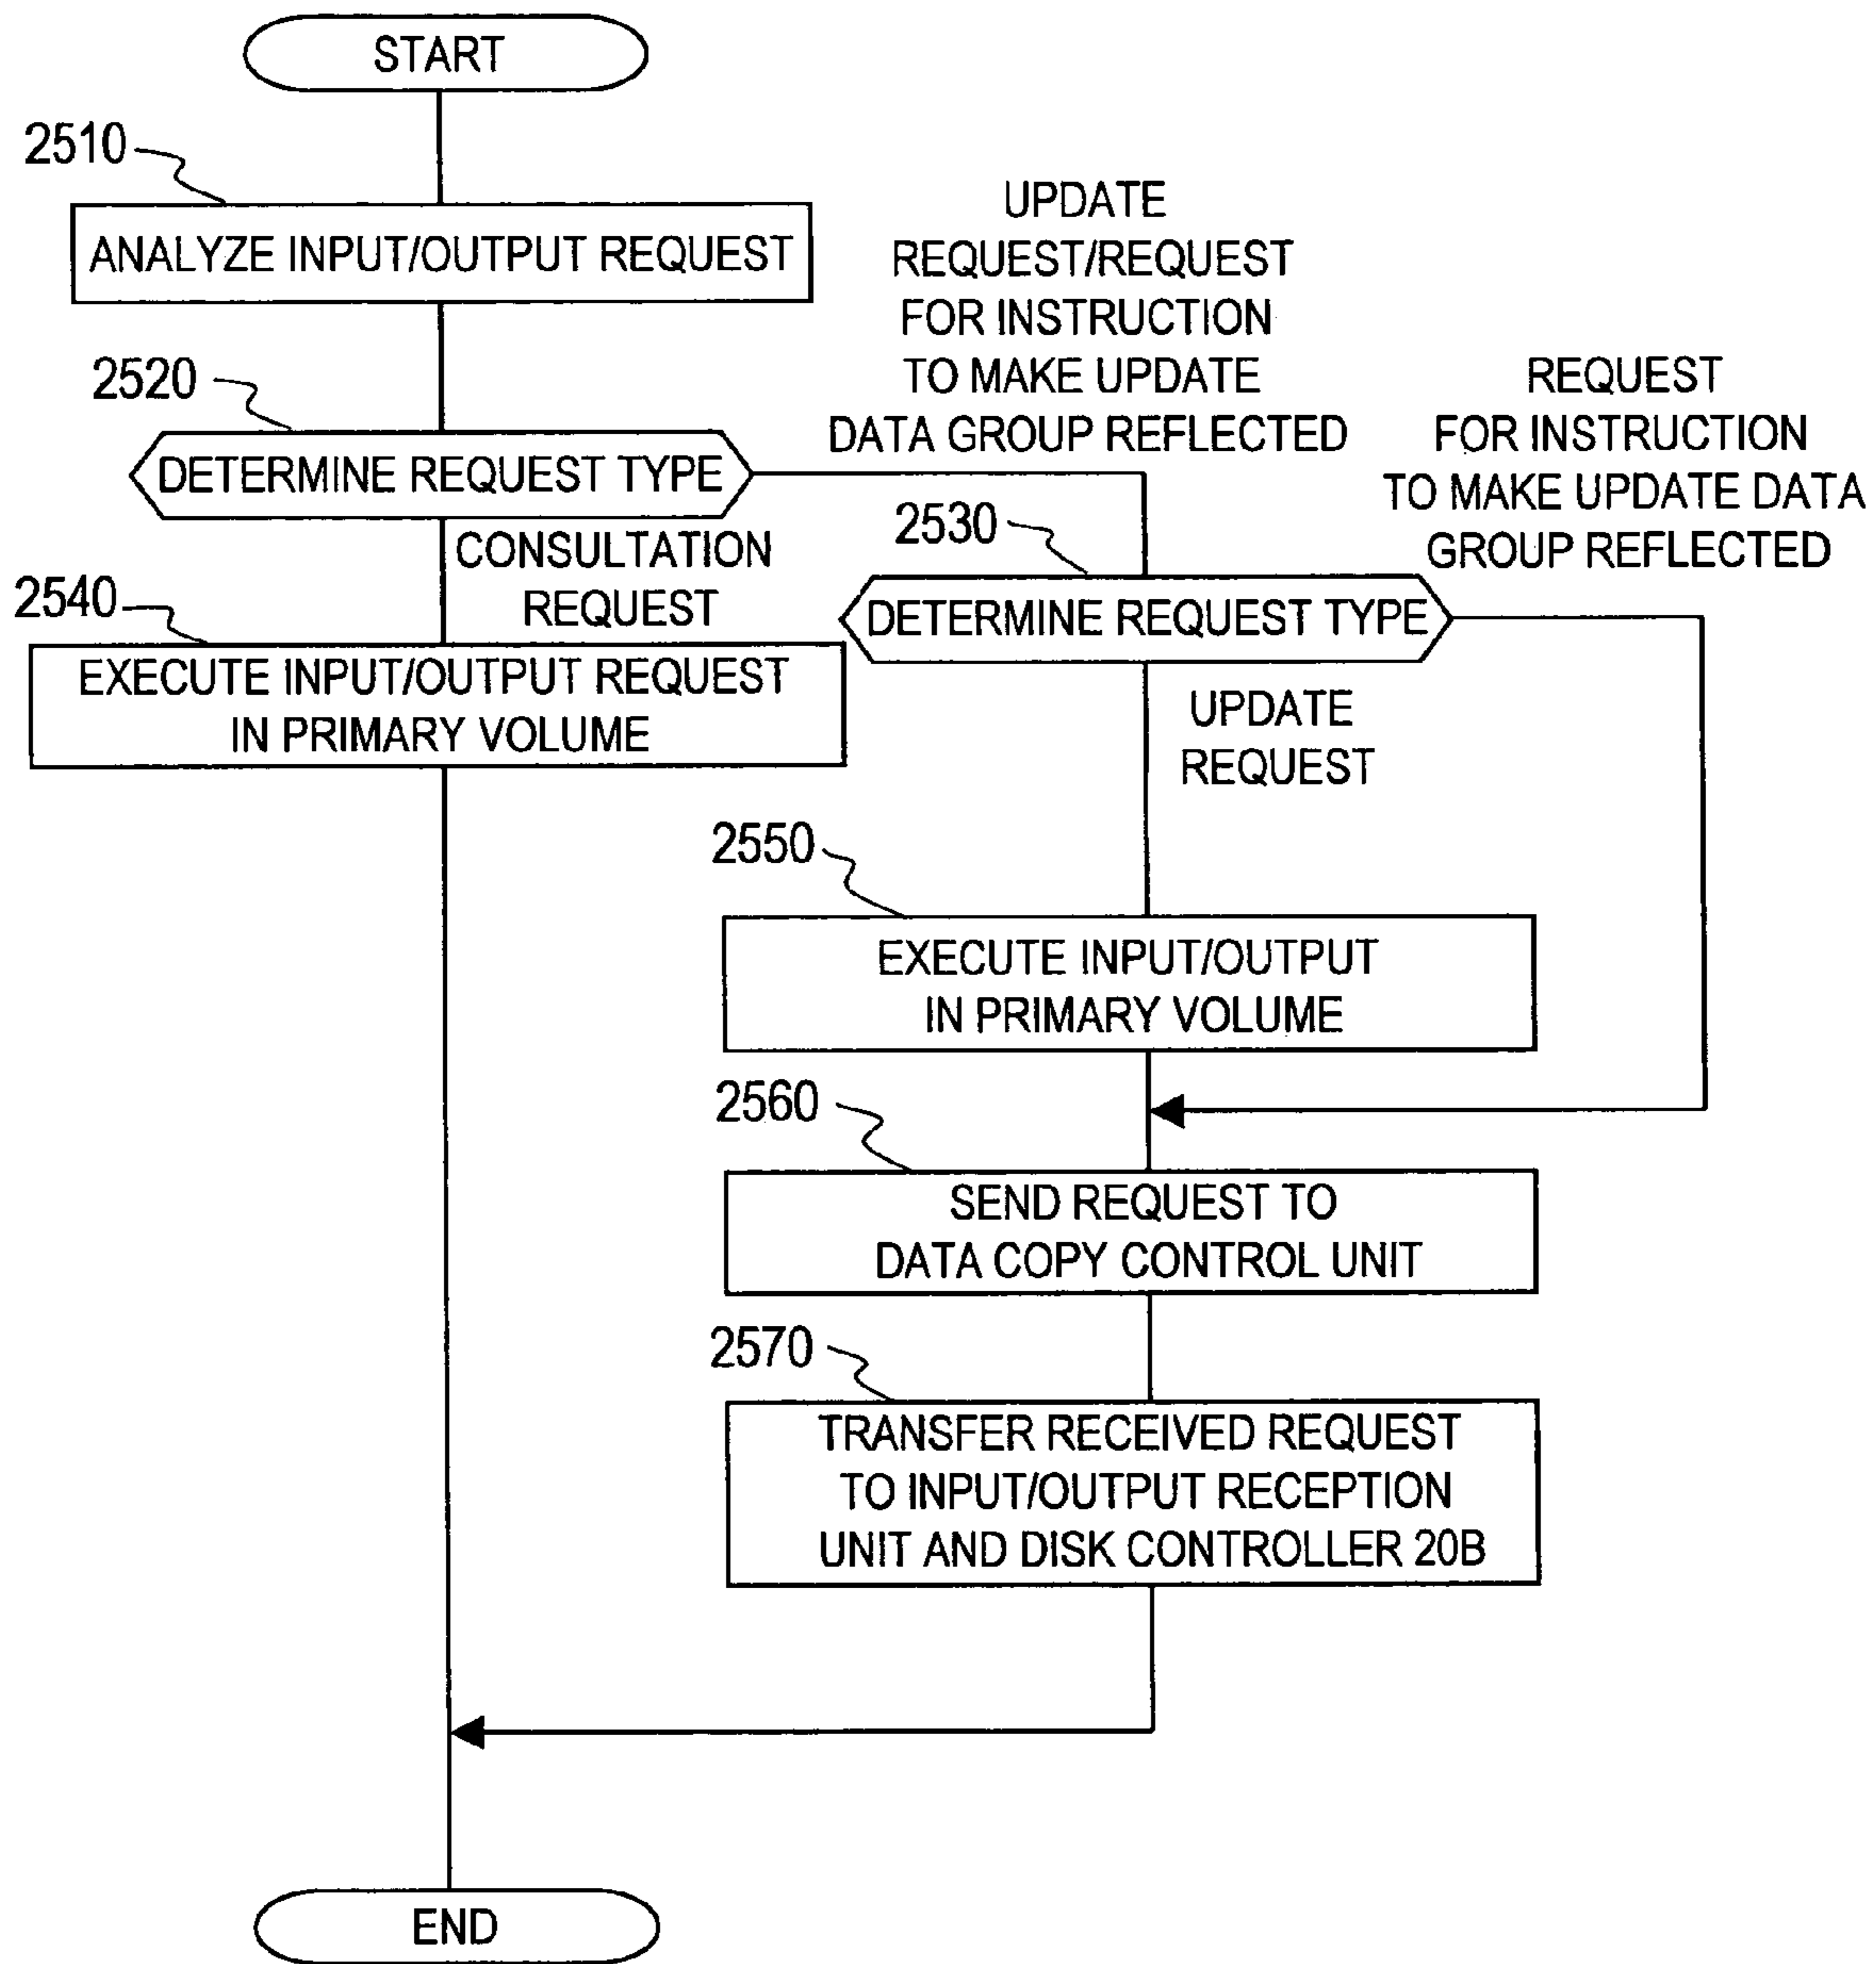 START
2510
ANALYZE INPUT/OUTPUT REQUEST
UPDATE
REQUEST/REQUEST
FOR INSTRUCTION
TO MAKE UPDATE
DATA GROUP REFLECTED
2520
DETERMINE REQUEST TYPE
REQUEST
FOR INSTRUCTION
TO MAKE UPDATE DATA
GROUP REFLECTED
CONSULTATION
REQUEST
2530
DETERMINE REQUEST TYPE
2540
EXECUTE INPUT/OUTPUT REQUEST
IN PRIMARY VOLUME
UPDATE
REQUEST
2550
EXECUTE INPUT/OUTPUT
IN PRIMARY VOLUME
2560
SEND REQUEST TO
DATA COPY CONTROL UNIT
2570
TRANSFER RECEIVED REQUEST
TO INPUT/OUTPUT RECEPTION
UNIT AND DISK CONTROLLER 20B
END